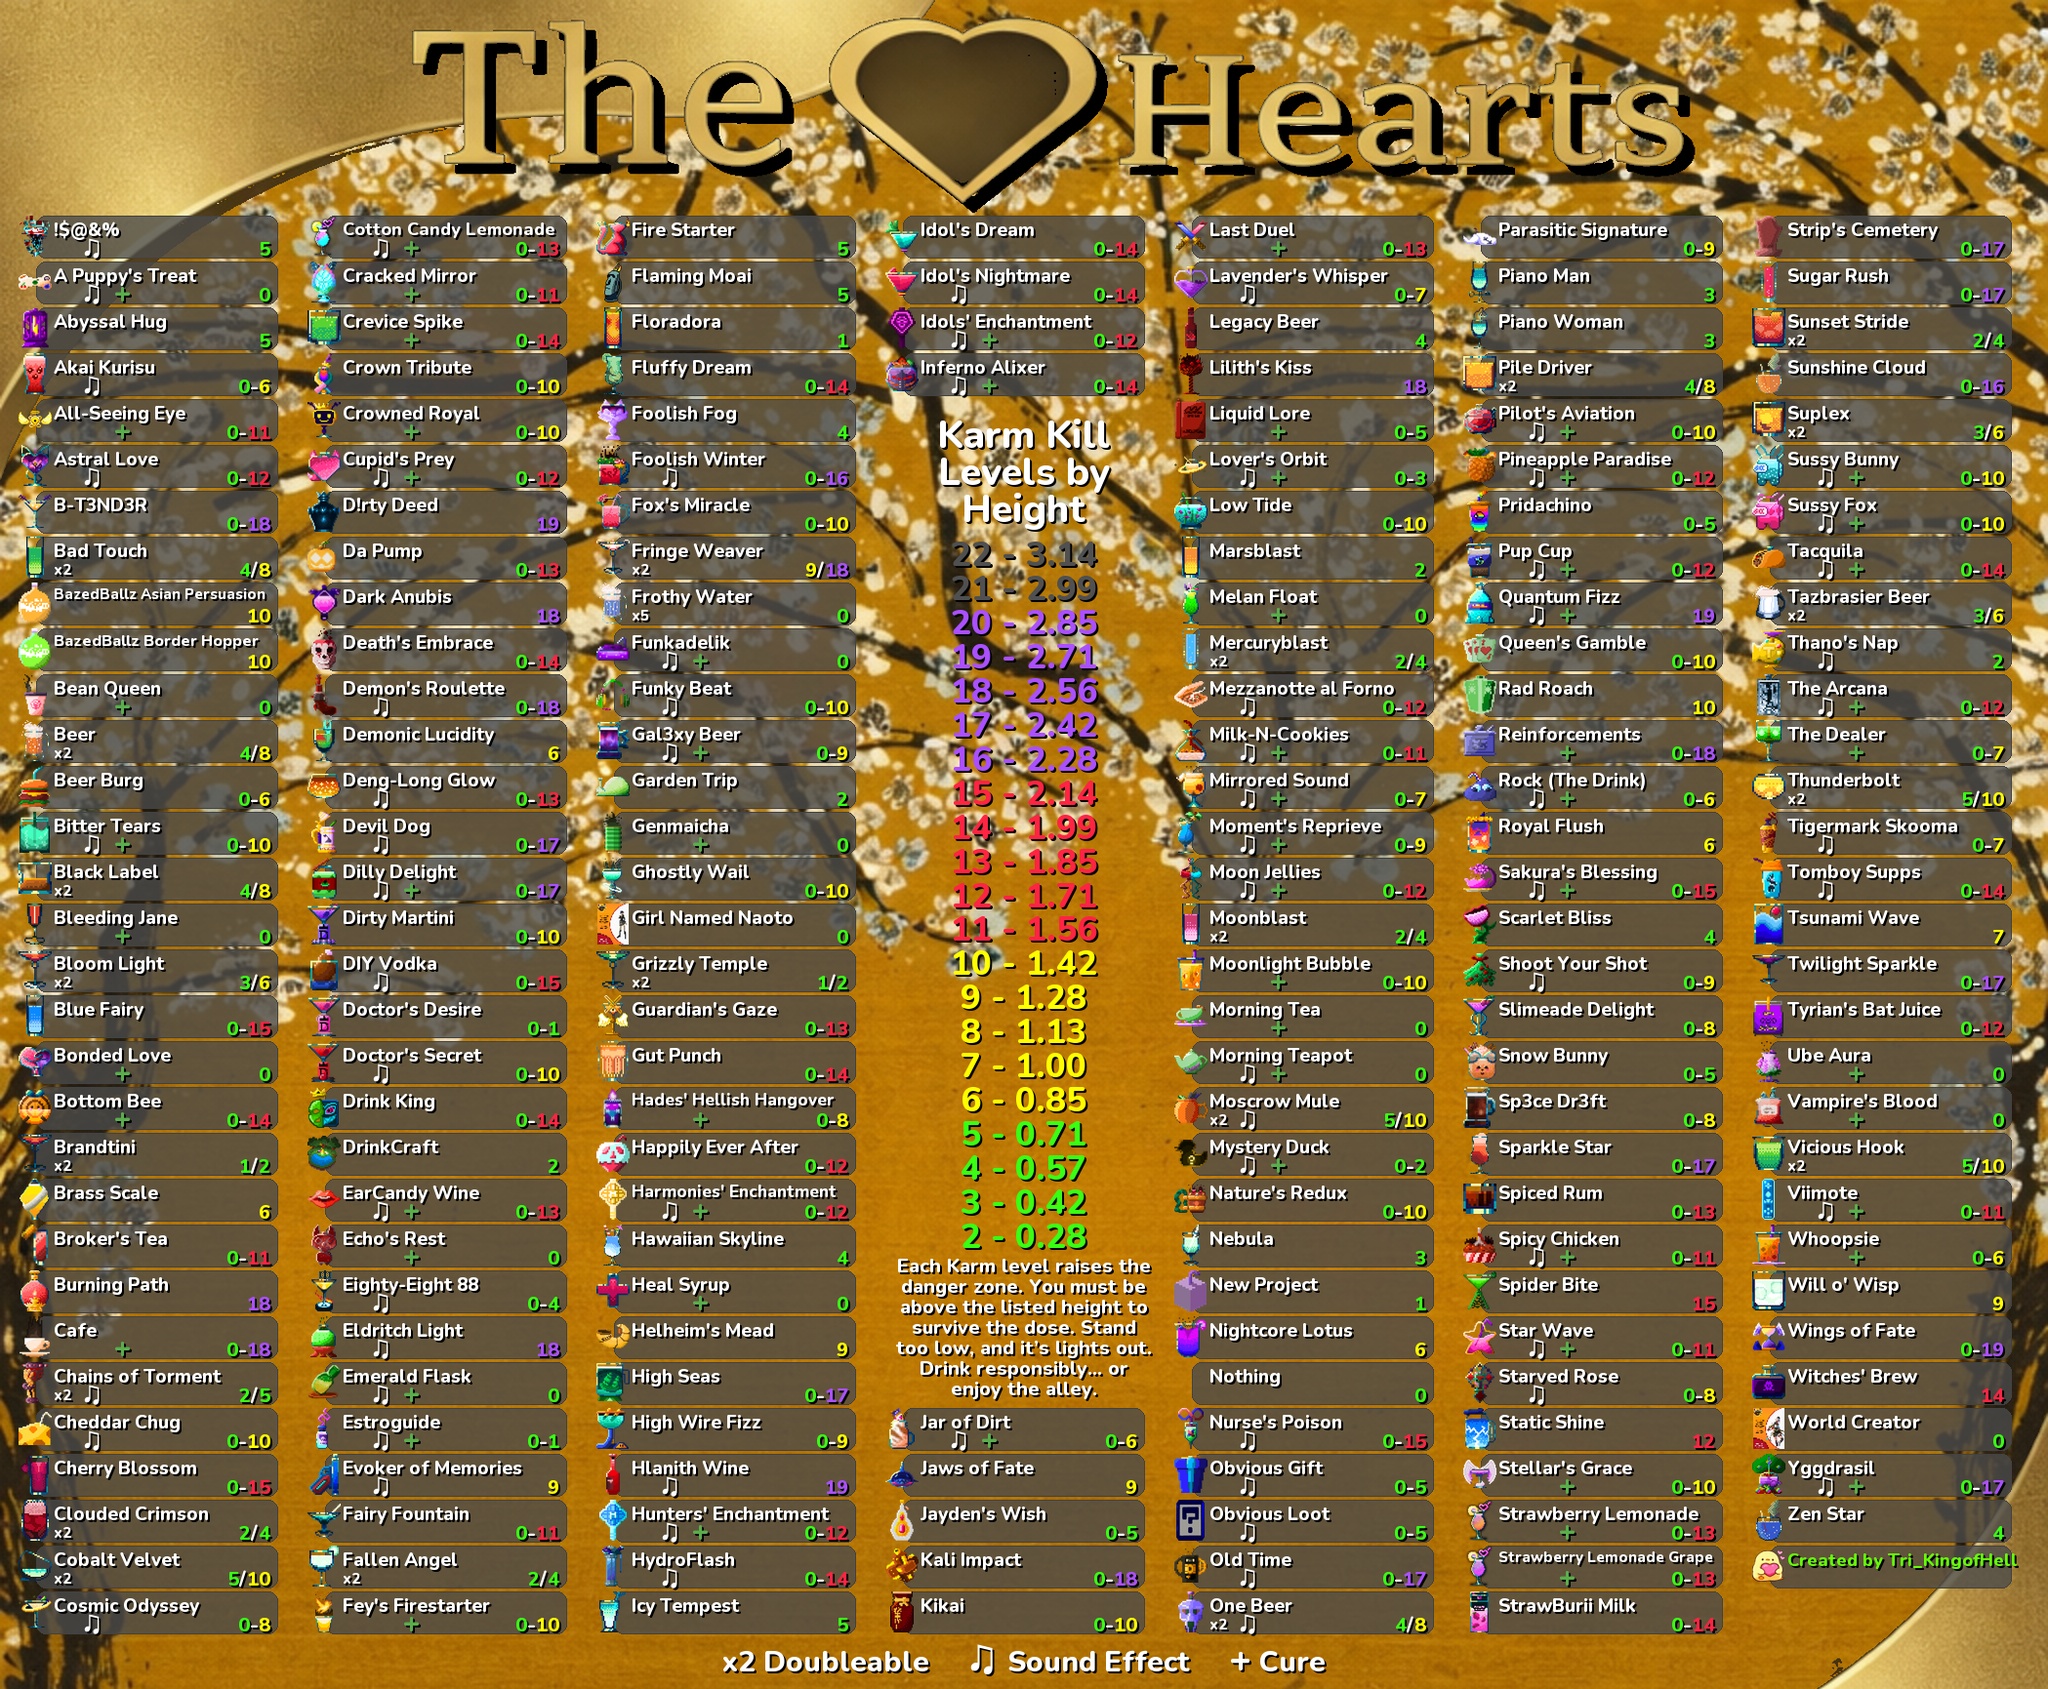 The Hearts
!$@&%
♫ 5
A Puppy's Treat
♫ + 0
Abyssal Hug
5
Akai Kurisu
♫ 0-6
All-Seeing Eye
+ 0-11
Astral Love
♫ 0-12
B-T3ND3R
0-18
Bad Touch
x2 4/8
BazedBallz Asian Persuasion
10
BazedBallz Border Hopper
10
Bean Queen
+ 0
Beer
x2 4/8
Beer Burg
0-6
Bitter Tears
♫ + 0-10
Black Label
x2 4/8
Bleeding Jane
+ 0
Bloom Light
x2 3/6
Blue Fairy
0-15
Bonded Love
+ 0
Bottom Bee
+ 0-14
Brandtini
x2 1/2
Brass Scale
6
Broker's Tea
0-11
Burning Path
18
Cafe
+ 0-18
Chains of Torment
x2 ♫ 2/5
Cheddar Chug
♫ 0-10
Cherry Blossom
0-15
Clouded Crimson
x2 2/4
Cobalt Velvet
x2 5/10
Cosmic Odyssey
♫ 0-8
Cotton Candy Lemonade
♫ + 0-13
Cracked Mirror
+ 0-11
Crevice Spike
+ 0-14
Crown Tribute
0-10
Crowned Royal
+ 0-10
Cupid's Prey
♫ + 0-12
D!rty Deed
19
Da Pump
0-13
Dark Anubis
18
Death's Embrace
0-14
Demon's Roulette
♫ 0-18
Demonic Lucidity
6
Deng-Long Glow
♫ 0-13
Devil Dog
♫ 0-17
Dilly Delight
♫ + 0-17
Dirty Martini
0-10
DIY Vodka
♫ 0-15
Doctor's Desire
0-1
Doctor's Secret
♫ 0-10
Drink King
0-14
DrinkCraft
2
EarCandy Wine
♫ + 0-13
Echo's Rest
+ 0
Eighty-Eight 88
♫ 0-4
Eldritch Light
♫ 18
Emerald Flask
♫ + 0
Estroguide
♫ + 0-1
Evoker of Memories
♫ 9
Fairy Fountain
0-11
Fallen Angel
x2 2/4
Fey's Firestarter
+ 0-10
Fire Starter
5
Flaming Moai
5
Floradora
1
Fluffy Dream
0-14
Foolish Fog
4
Foolish Winter
♫ 0-16
Fox's Miracle
0-10
Fringe Weaver
x2 9/18
Frothy Water
x5 0
Funkadelik
♫ + 0
Funky Beat
♫ 0-10
Gal3xy Beer
♫ + 0-9
Garden Trip
2
Genmaicha
+ 0
Ghostly Wail
0-10
Girl Named Naoto
0
Grizzly Temple
x2 1/2
Guardian's Gaze
0-13
Gut Punch
0-14
Hades' Hellish Hangover
+ 0-8
Happily Ever After
0-12
Harmonies' Enchantment
♫ + 0-12
Hawaiian Skyline
4
Heal Syrup
+ 0
Helheim's Mead
9
High Seas
0-17
High Wire Fizz
0-9
Hlanith Wine
19
Hunters' Enchantment
♫ + 0-12
HydroFlash
♫ 0-14
Icy Tempest
5
Idol's Dream
0-14
Idol's Nightmare
♫ 0-14
Idols' Enchantment
♫ + 0-12
Inferno Alixer
♫ + 0-14
Karm Kill
Levels by
Height
22 - 3.14
21 - 2.99
20 - 2.85
19 - 2.71
18 - 2.56
17 - 2.42
16 - 2.28
15 - 2.14
14 - 1.99
13 - 1.85
12 - 1.71
11 - 1.56
10 - 1.42
9 - 1.28
8 - 1.13
7 - 1.00
6 - 0.85
5 - 0.71
4 - 0.57
3 - 0.42
2 - 0.28
Each Karm level raises the
danger zone. You must be
above the listed height to
survive the dose. Stand
too low, and it's lights out.
Drink responsibly... or
enjoy the alley.
Jar of Dirt
♫ + 0-6
Jaws of Fate
9
Jayden's Wish
0-5
Kali Impact
0-18
Kikai
0-10
Last Duel
+ 0-13
Lavender's Whisper
♫ 0-7
Legacy Beer
4
Lilith's Kiss
18
Liquid Lore
+ 0-5
Lover's Orbit
♫ + 0-3
Low Tide
0-10
Marsblast
2
Melan Float
+ 0
Mercuryblast
x2 2/4
Mezzanotte al Forno
♫ 0-12
Milk-N-Cookies
♫ + 0-11
Mirrored Sound
♫ + 0-7
Moment's Reprieve
♫ + 0-9
Moon Jellies
♫ + 0-12
Moonblast
x2 2/4
Moonlight Bubble
+ 0-10
Morning Tea
+ 0
Morning Teapot
♫ + 0
Moscrow Mule
x2 ♫ 5/10
Mystery Duck
♫ + 0-2
Nature's Redux
0-10
Nebula
3
New Project
1
Nightcore Lotus
6
Nothing
0
Nurse's Poison
♫ 0-15
Obvious Gift
♫ 0-5
Obvious Loot
♫ 0-5
Old Time
♫ 0-17
One Beer
x2 ♫ 4/8
Parasitic Signature
0-9
Piano Man
3
Piano Woman
3
Pile Driver
x2 4/8
Pilot's Aviation
♫ + 0-10
Pineapple Paradise
♫ + 0-12
Pridachino
0-5
Pup Cup
♫ + 0-12
Quantum Fizz
♫ + 19
Queen's Gamble
0-10
Rad Roach
10
Reinforcements
+ 0-18
Rock (The Drink)
♫ + 0-6
Royal Flush
6
Sakura's Blessing
♫ + 0-15
Scarlet Bliss
4
Shoot Your Shot
♫ 0-9
Slimeade Delight
0-8
Snow Bunny
0-5
Sp3ce Dr3ft
0-8
Sparkle Star
0-17
Spiced Rum
0-13
Spicy Chicken
♫ + 0-11
Spider Bite
15
Star Wave
♫ + 0-11
Starved Rose
♫ 0-8
Static Shine
12
Stellar's Grace
+ 0-10
Strawberry Lemonade
+ 0-13
Strawberry Lemonade Grape
+ 0-13
StrawBurii Milk
0-14
Strip's Cemetery
0-17
Sugar Rush
0-17
Sunset Stride
x2 2/4
Sunshine Cloud
0-16
Suplex
x2 3/6
Sussy Bunny
♫ + 0-10
Sussy Fox
♫ + 0-10
Tacquila
♫ + 0-14
Tazbrasier Beer
x2 3/6
Thano's Nap
♫ 2
The Arcana
♫ + 0-12
The Dealer
+ 0-7
Thunderbolt
x2 5/10
Tigermark Skooma
♫ 0-7
Tomboy Supps
♫ 0-14
Tsunami Wave
7
Twilight Sparkle
0-17
Tyrian's Bat Juice
0-12
Ube Aura
+ 0
Vampire's Blood
+ 0
Vicious Hook
x2 5/10
Viimote
♫ + 0-11
Whoopsie
+ 0-6
Will o' Wisp
9
Wings of Fate
0-19
Witches' Brew
14
World Creator
0
Yggdrasil
♫ + 0-17
Zen Star
4
Created by Tri_KingofHell
x2 Doubleable ♫ Sound Effect + Cure